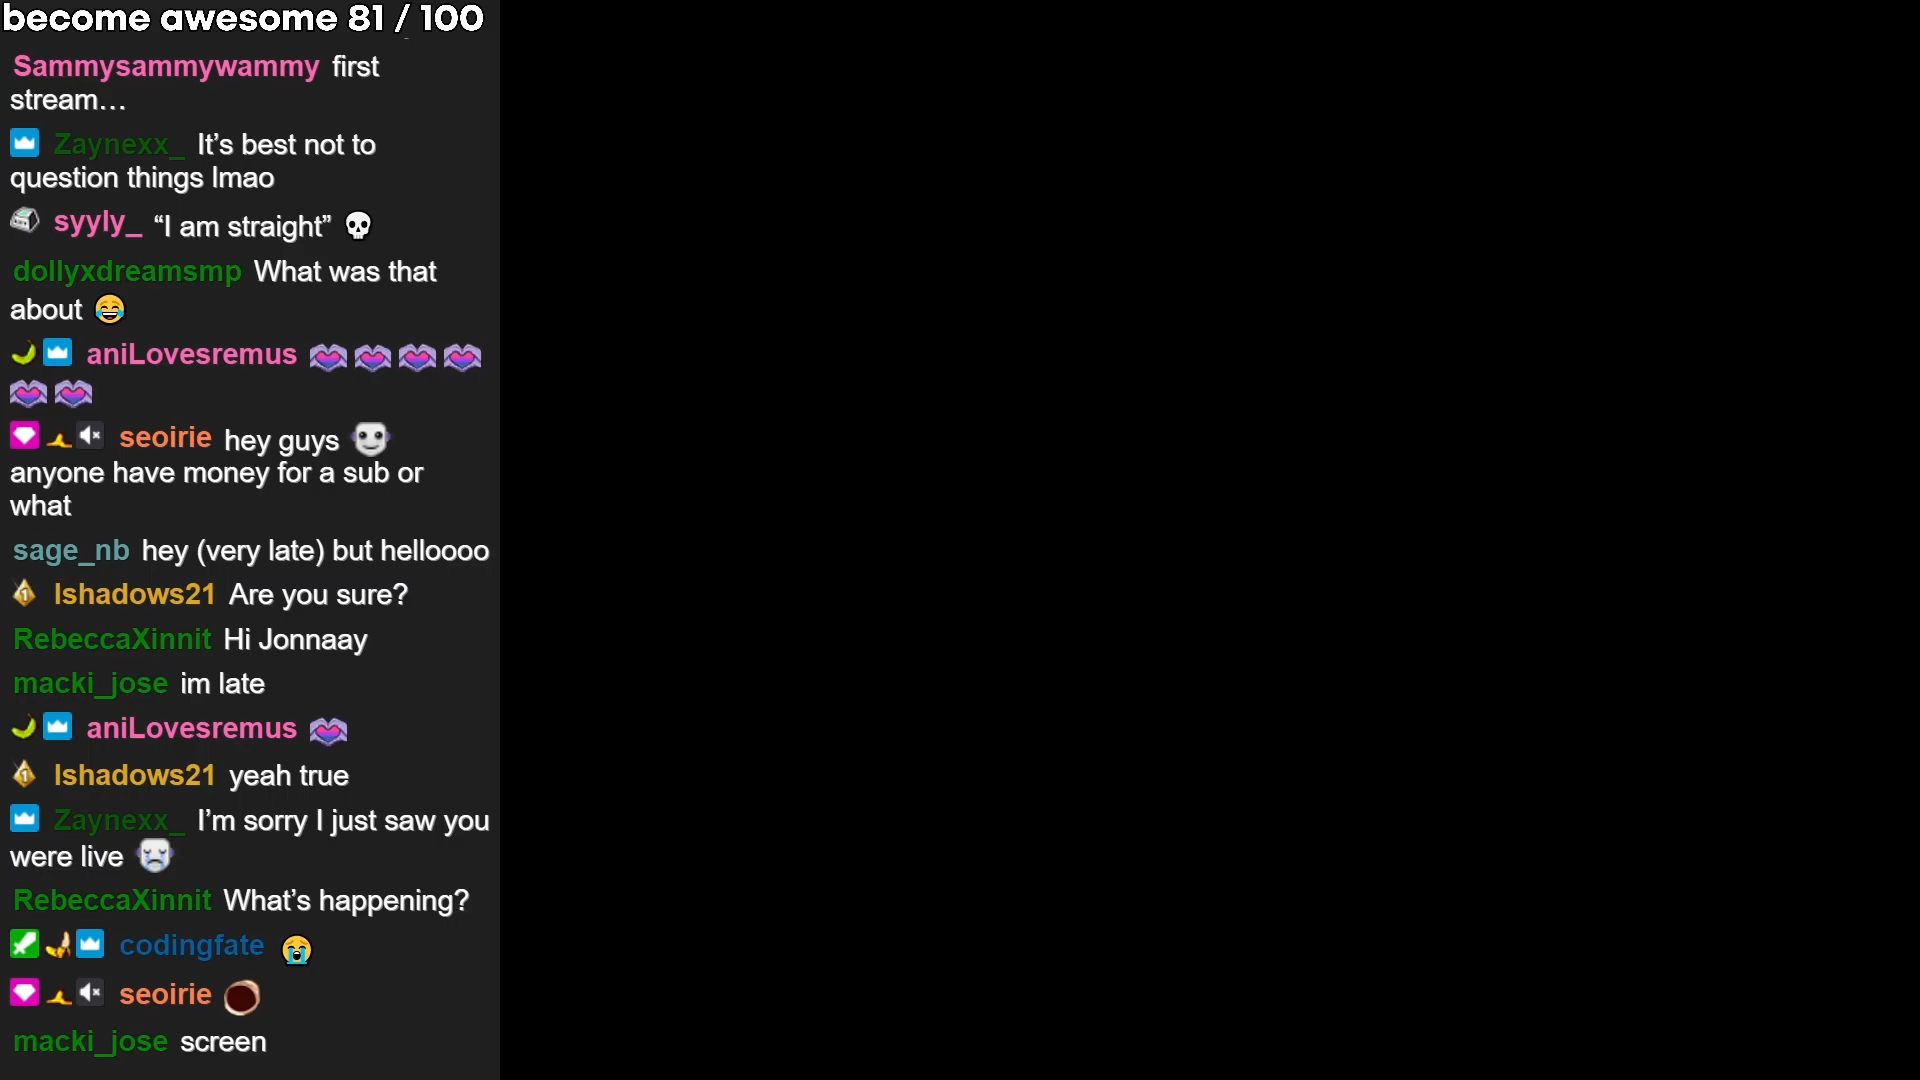 become awesome 81 / 100
Sammysammywammy first
stream…
Zaynexx_ It’s best not to
question things lmao
syyly_ “I am straight” 💀
dollyxdreamsmp What was that
about 😂
aniLovesremus
seoirie hey guys
anyone have money for a sub or
what
sage_nb hey (very late) but helloooo
lshadows21 Are you sure?
RebeccaXinnit Hi Jonnaay
macki_jose im late
aniLovesremus
lshadows21 yeah true
Zaynexx_ I’m sorry I just saw you
were live
RebeccaXinnit What’s happening?
codingfate 😭
seoirie
macki_jose screen